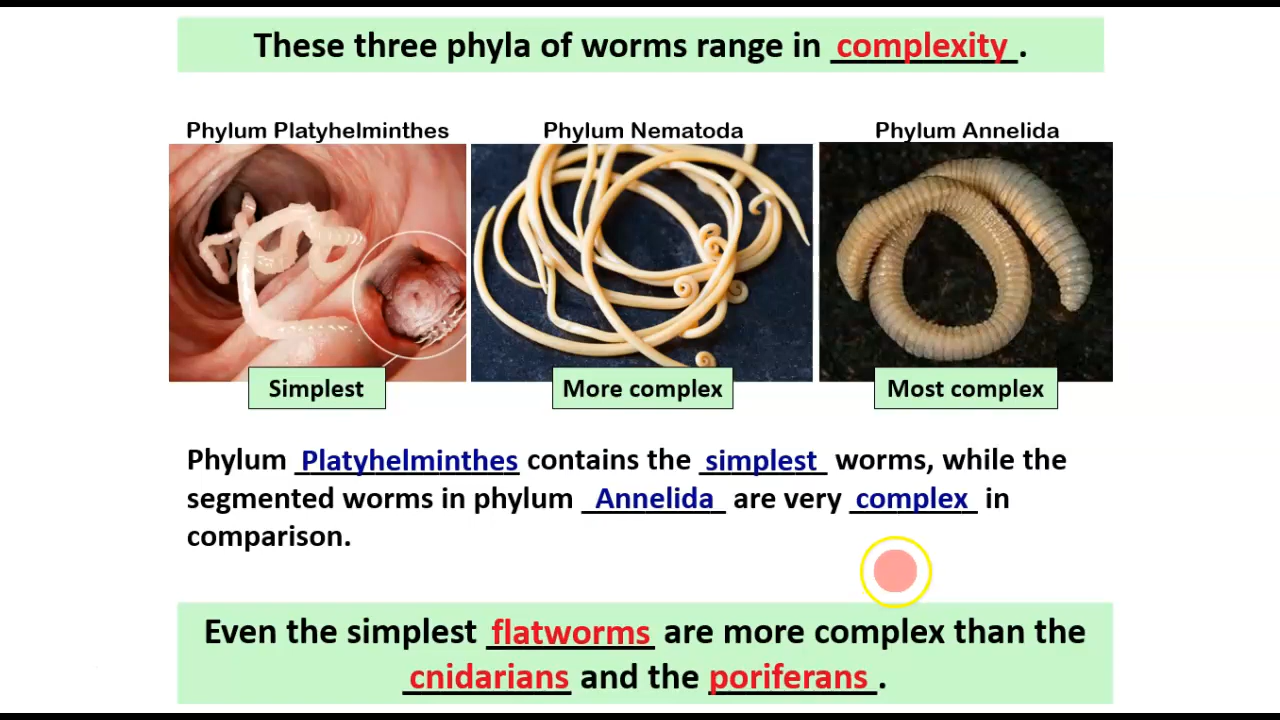 These three phyla of worms range in complexity.
Phylum Platyhelminthes
Phylum Nematoda
Phylum Annelida
Simplest
More complex
Most complex
Phylum Platyhelminthes contains the simplest worms, while the
segmented worms in phylum Annelida are very complex in
comparison.
Even the simplest flatworms are more complex than the
cnidarians and the poriferans.